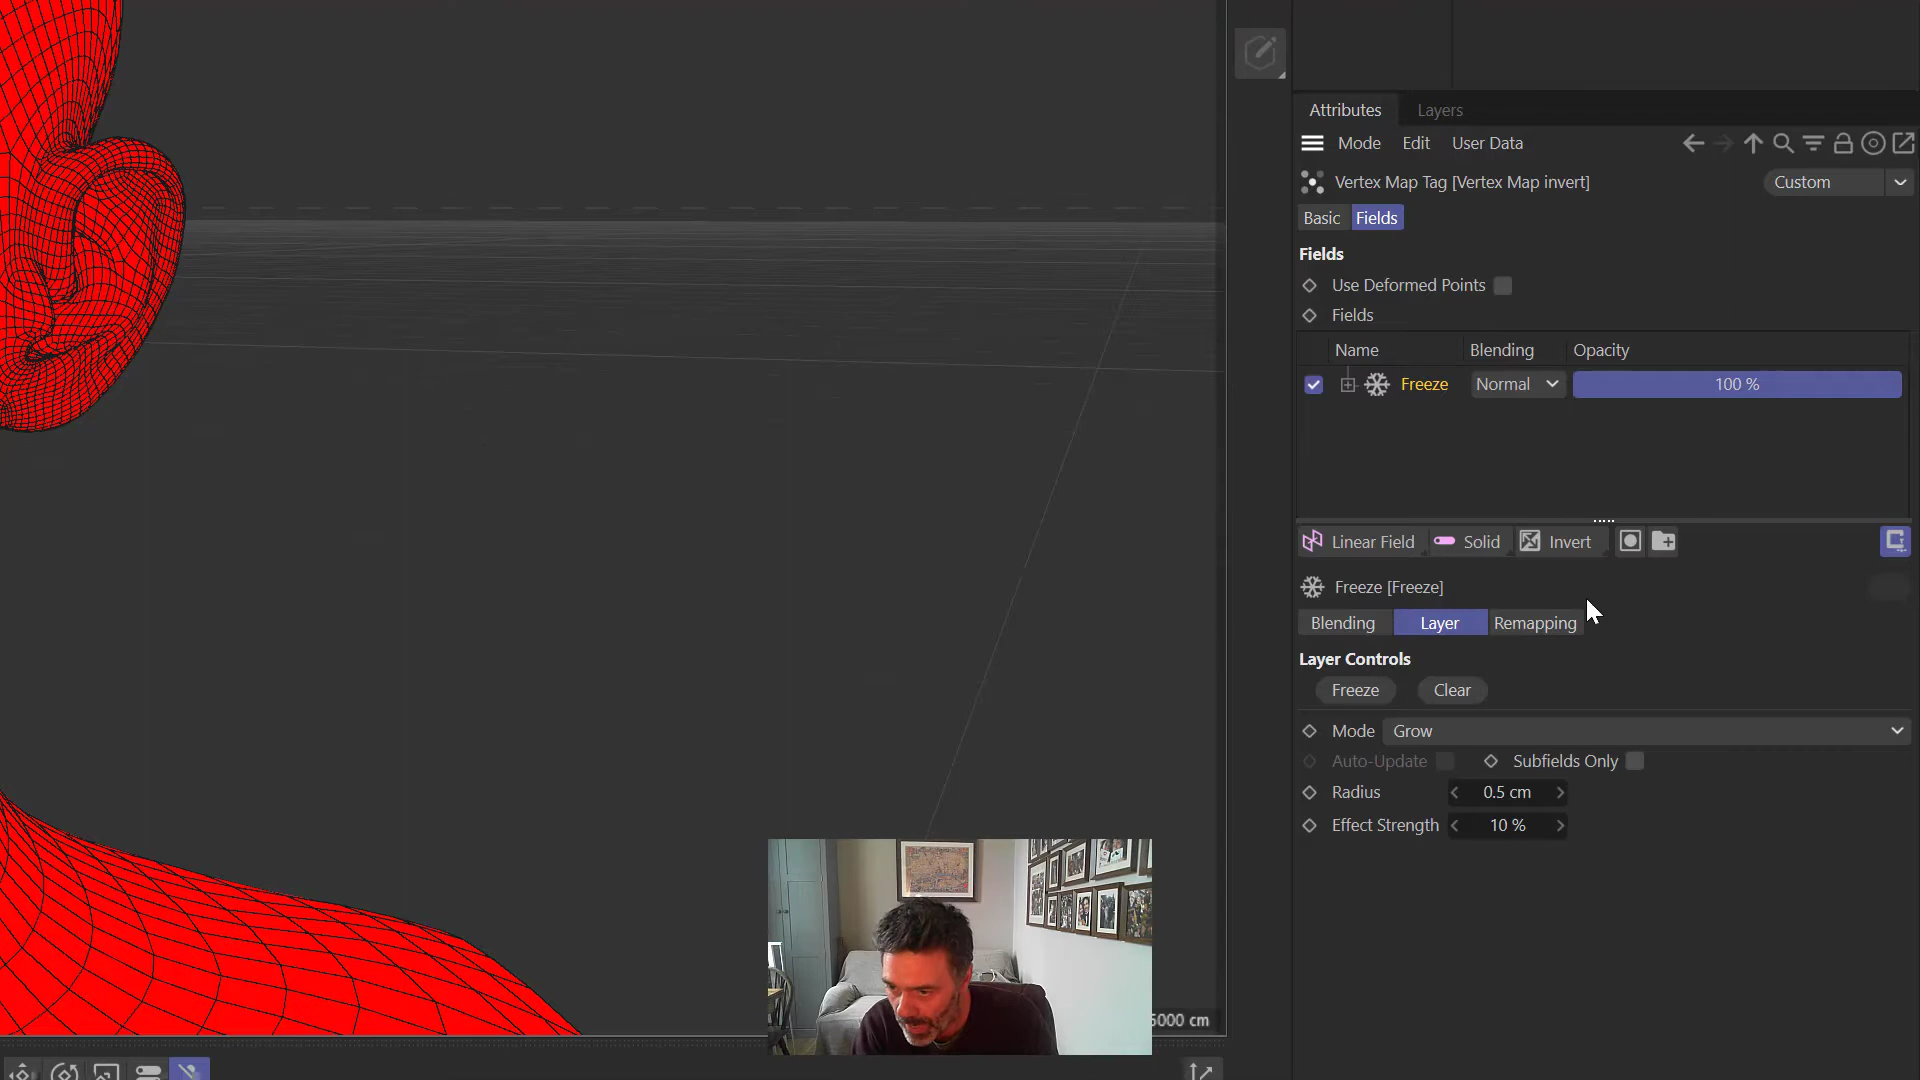 Attributes Layers
Mode Edit User Data
Vertex Map Tag [Vertex Map invert] Custom
Basic Fields
Fields
Use Deformed Points
Fields
Name Blending Opacity
Freeze Normal 100 %
Linear Field Solid Invert
Freeze [Freeze]
Blending Layer Remapping
Layer Controls
Freeze Clear
Mode Grow
Auto-Update Subfields Only
Radius 0.5 cm
Effect Strength 10 %
5000 cm